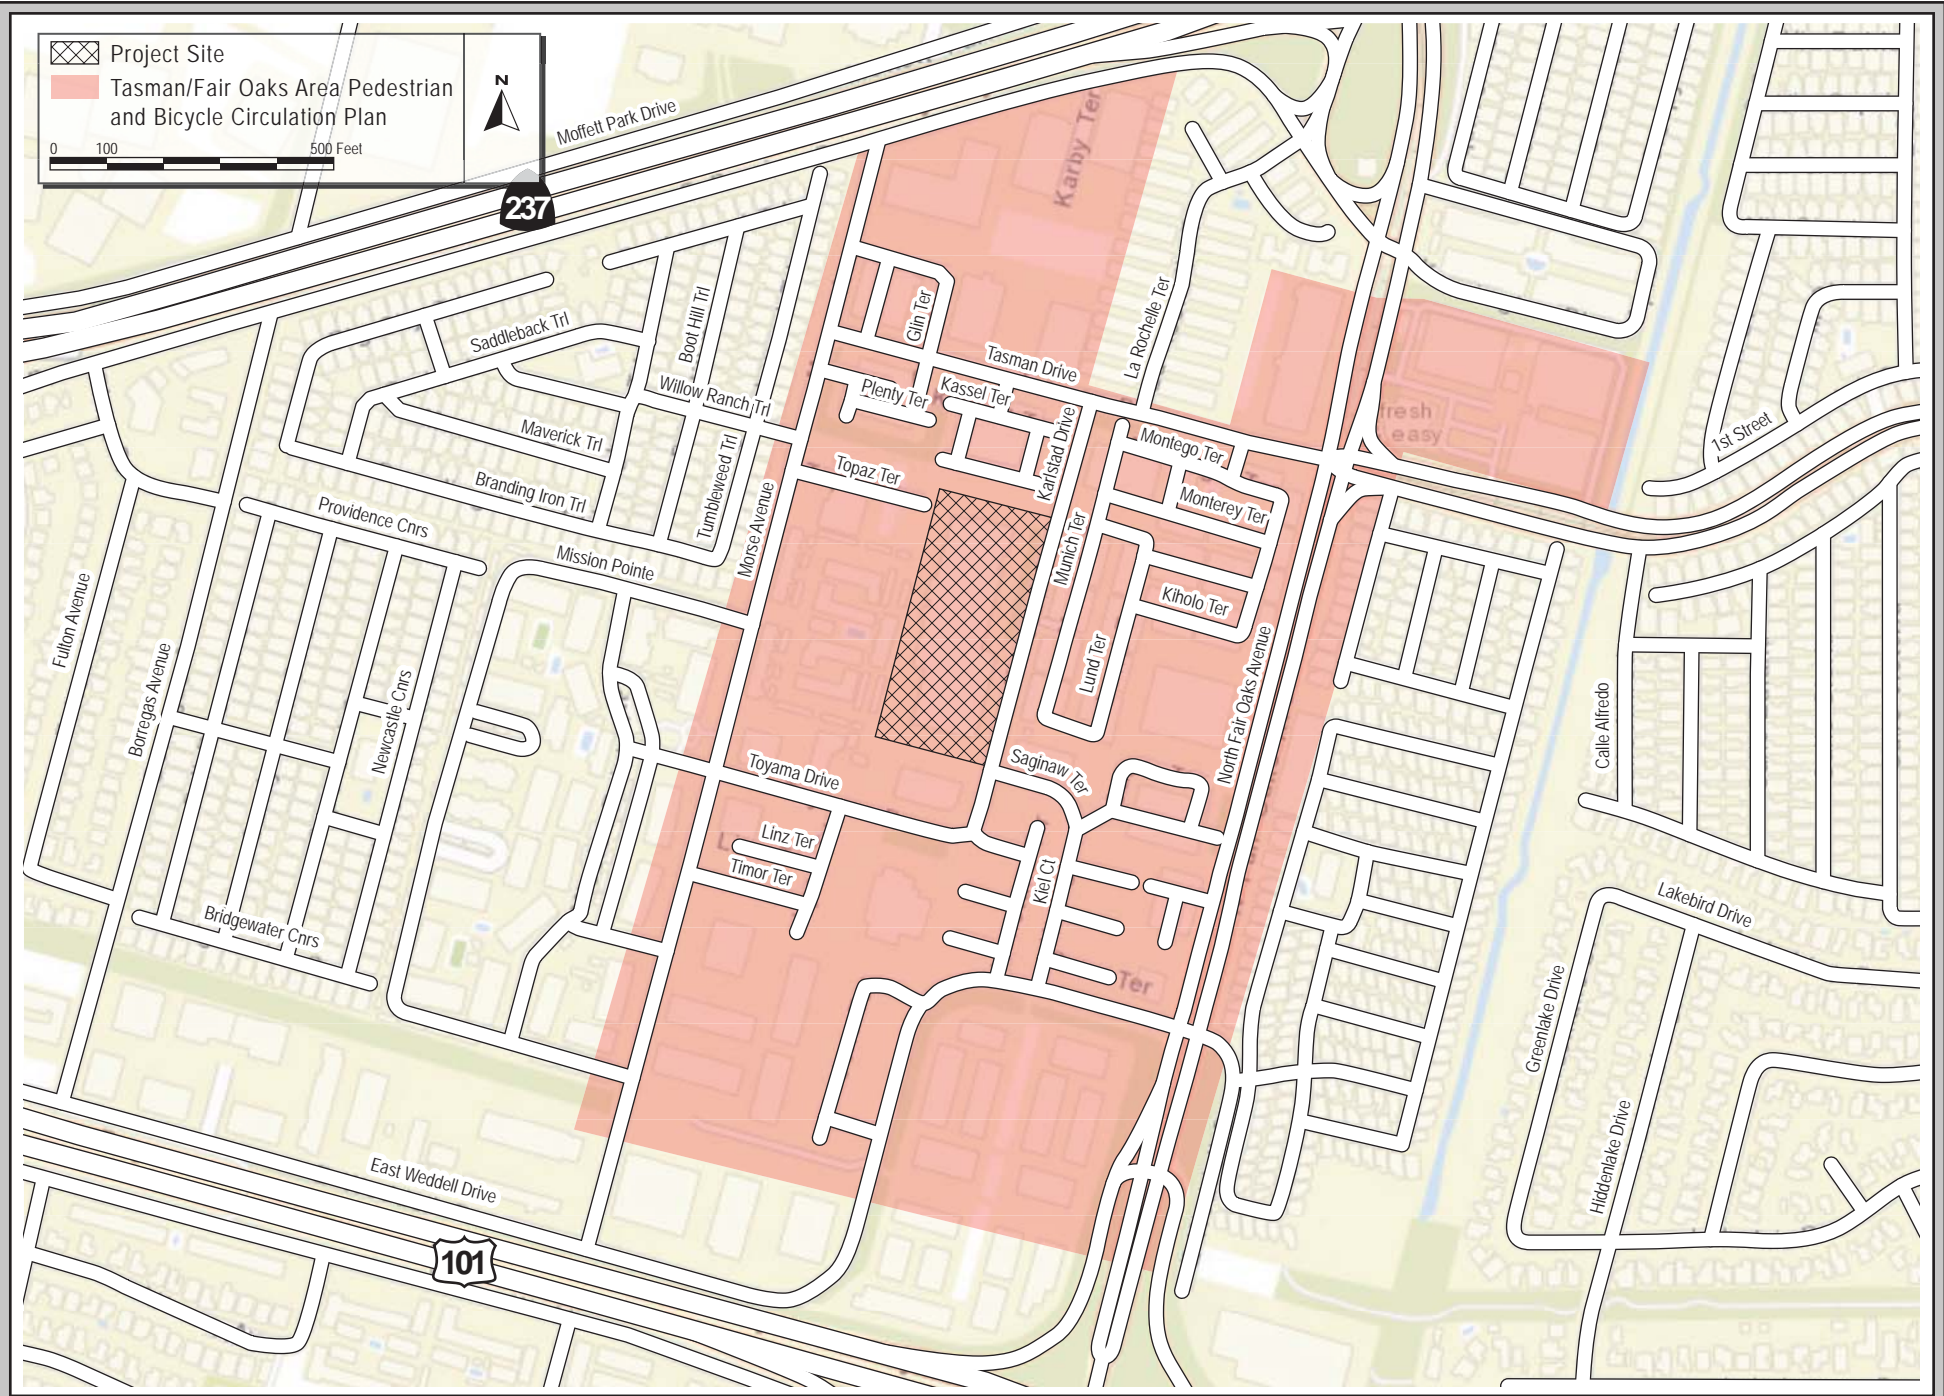 Project Site
Tasman/Fair Oaks Area Pedestrian
and Bicycle Circulation Plan
N
0 100 500 Feet
Moffett Park Drive
237
Karby Ter
Glin Ter
La Rochelle Ter
Saddleback Trl
Boot Hill Trl
Tasman Drive
Willow Ranch Trl
Plenty Ter
Kassel Ter
fresh
easy
1st Street
Maverick Trl
Tumbleweed Trl
Karlstad Drive
Montego Ter
Topaz Ter
Branding Iron Trl
Monterey Ter
Providence Cnrs
Morse Avenue
Munich Ter
Mission Pointe
Kiholo Ter
Fulton Avenue
Borregas Avenue
Newcastle Cnrs
Lund Ter
North Fair Oaks Avenue
Calle Alfredo
Toyama Drive
Saginaw Ter
Linz Ter
Timor Ter
Kiel Ct
Bridgewater Cnrs
Lakebird Drive
Ter
Greenlake Drive
Hiddenlake Drive
East Weddell Drive
101